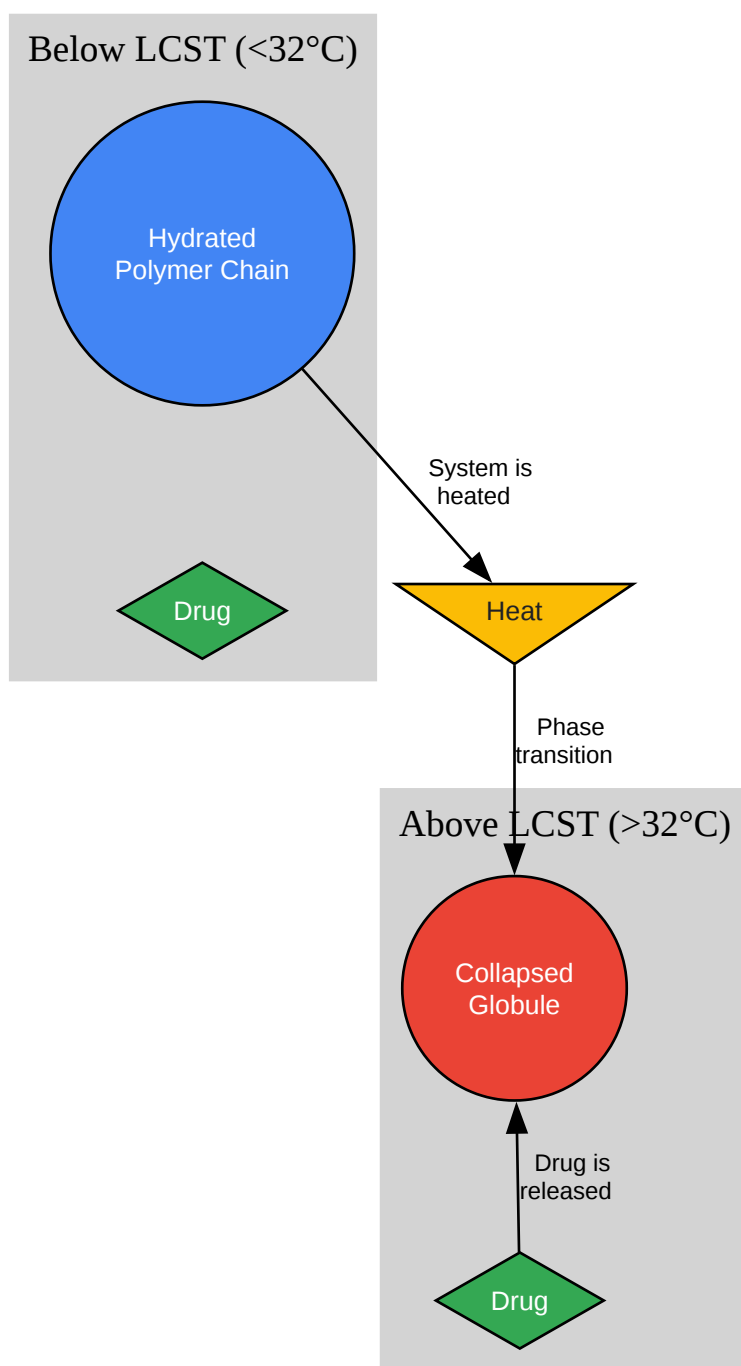 Below LCST (<32°C)
Hydrated
Polymer Chain
System is
heated
Drug
Heat
Phase
transition
Above LCST (>32°C)
Collapsed
Globule
Drug is
released
Drug